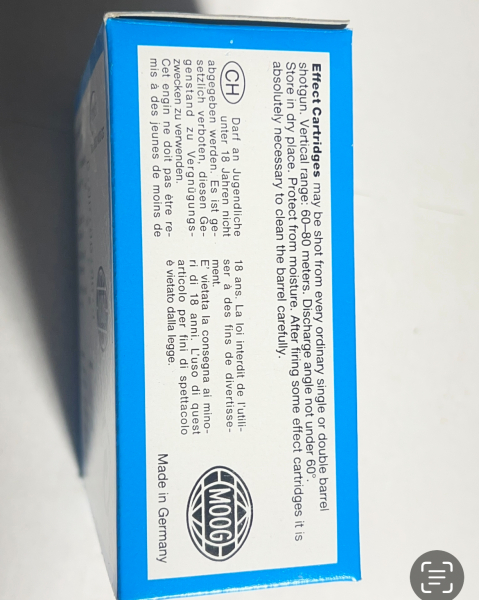 Effect Cartridges may be shot from every ordinary single or double barrel
shotgun. Vertical range: 60–80 meters. Discharge angle not under 60°.
Store in dry place. Protect from moisture. After firing some effect cartridges it is
absolutely necessary to clean the barrel carefully.
CH
Darf an Jugendliche
unter 18 Jahren nicht
abgegeben werden. Es ist ge-
setzlich verboten, diesen Ge-
genstand zu Vergnügungs-
zwecken zu verwenden.
Cet engin ne doit pas être re-
mis à des jeunes de moins de
18 ans. La loi interdit de l'utili-
ser à des fins de divertisse-
ment.
E' vietata la consegna ai mino-
ri di 18 anni. L'uso di quest
articolo per fini di spettacolo
è vietato dalla legge.
MOOG
Made in Germany